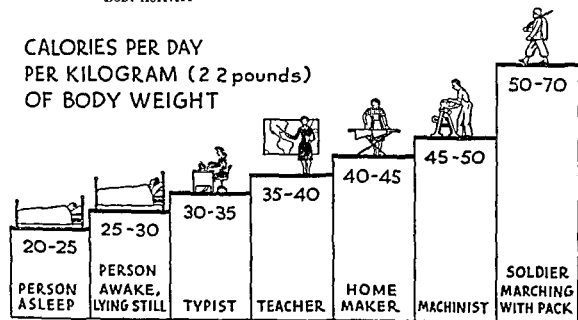 CALORIES PER DAY
PER KILOGRAM (2 2 pounds)
OF BODY WEIGHT
20-25
PERSON
ASLEEP
25-30
PERSON
AWAKE,
LYING STILL
30-35
TYPIST
35-40
TEACHER
40-45
HOME
MAKER
45-50
MACHINIST
50-70
SOLDIER
MARCHING
WITH PACK